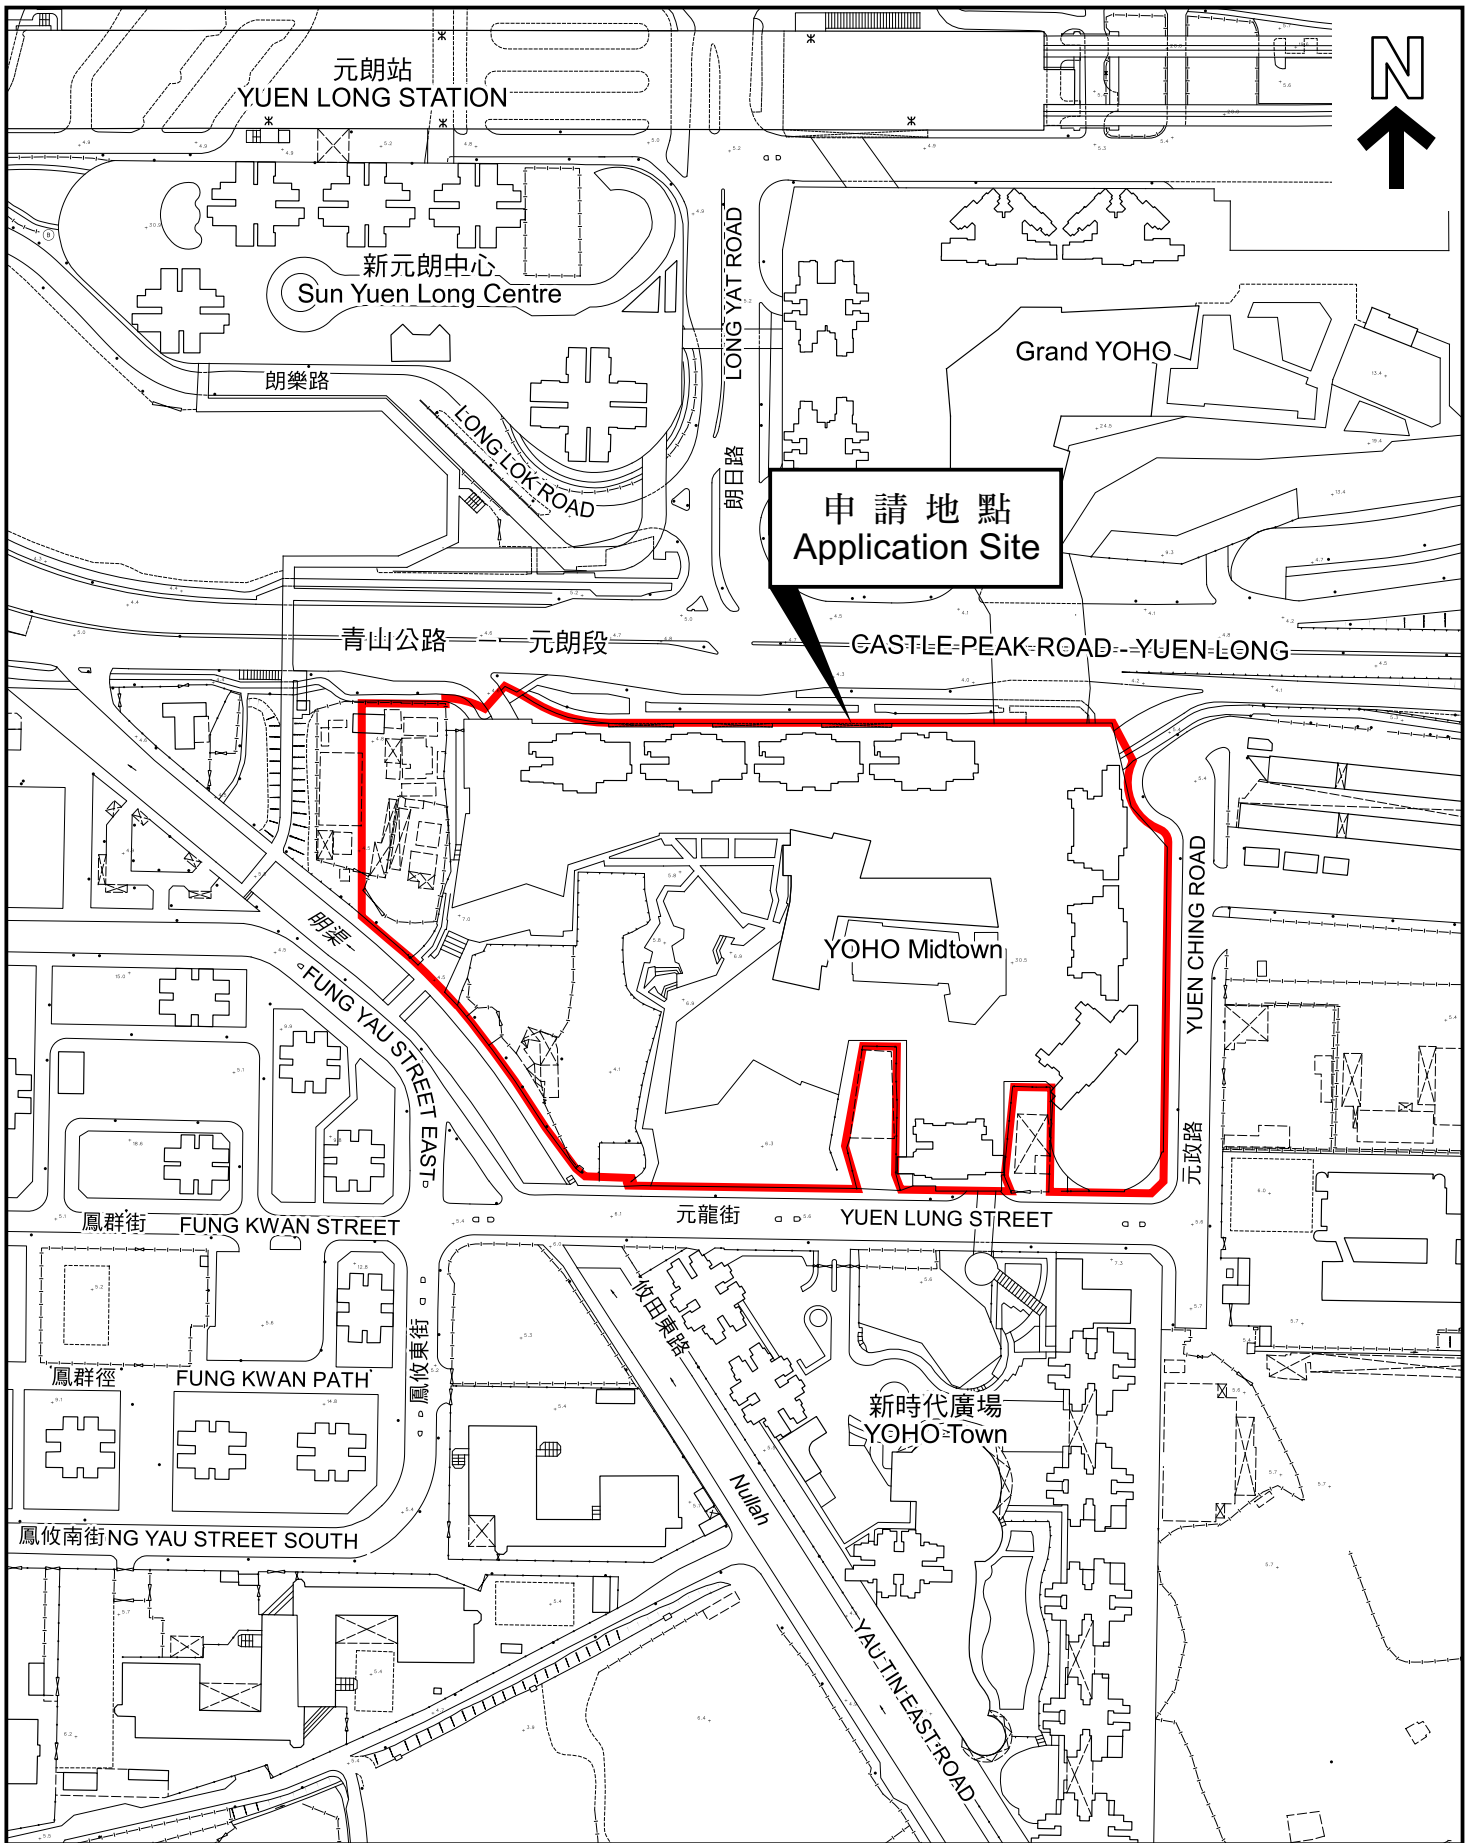 元朗站
YUEN LONG STATION
N
新元朗中心
Sun Yuen Long Centre
LONG YAT ROAD
朗日路
Grand YOHO
朗樂路
LONG LOK ROAD
申請地點
Application Site
青山公路 - 元朗段
CASTLE PEAK ROAD - YUEN LONG
明渠
YOHO Midtown
YUEN CHING ROAD
元政路
FUNG YAU STREET EAST
鳳群街
FUNG KWAN STREET
元龍街
YUEN LUNG STREET
攸田東路
鳳攸東街
鳳群徑
FUNG KWAN PATH
新時代廣場
YOHO Town
Nullah
鳳攸南街NG YAU STREET SOUTH
YAU TIN EAST ROAD